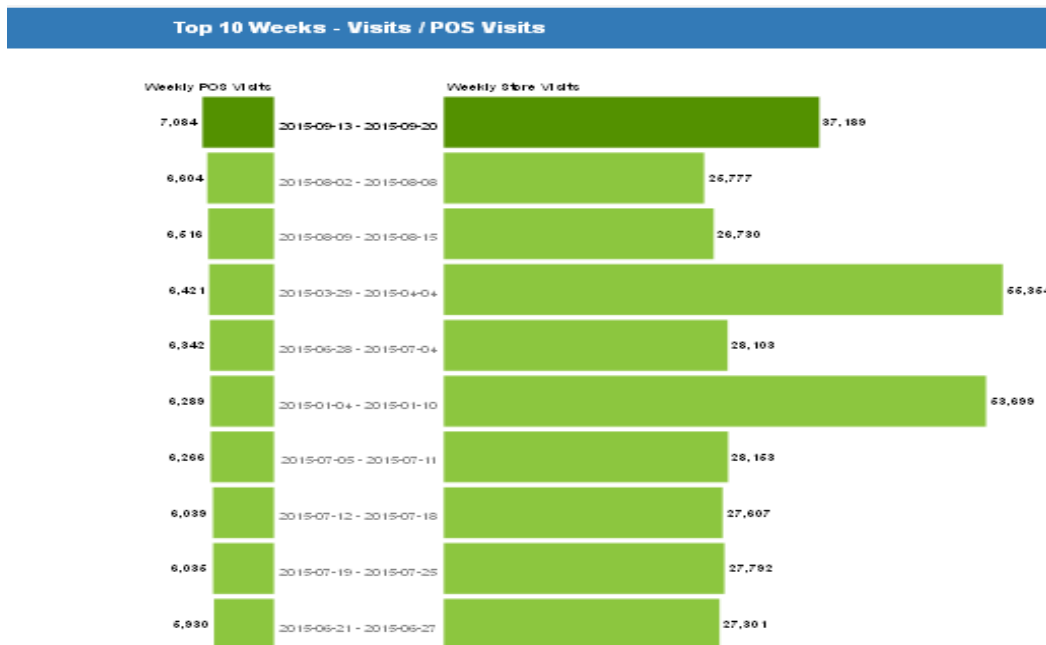 Top 10 Weeks - Visits / POS Visits
Weekly POS Visits Weekly Store Visits
7,084 2015-09-13 - 2015-09-20 37,189
6,604 2015-08-02 - 2015-08-08 25,777
6,516 2015-08-09 - 2015-08-15 26,730
6,421 2015-03-29 - 2015-04-04 55,354
6,342 2015-06-28 - 2015-07-04 28,103
6,289 2015-01-04 - 2015-01-10 53,699
6,266 2015-07-05 - 2015-07-11 28,153
6,039 2015-07-12 - 2015-07-18 27,607
6,035 2015-07-19 - 2015-07-25 27,792
5,930 2015-06-21 - 2015-06-27 27,301